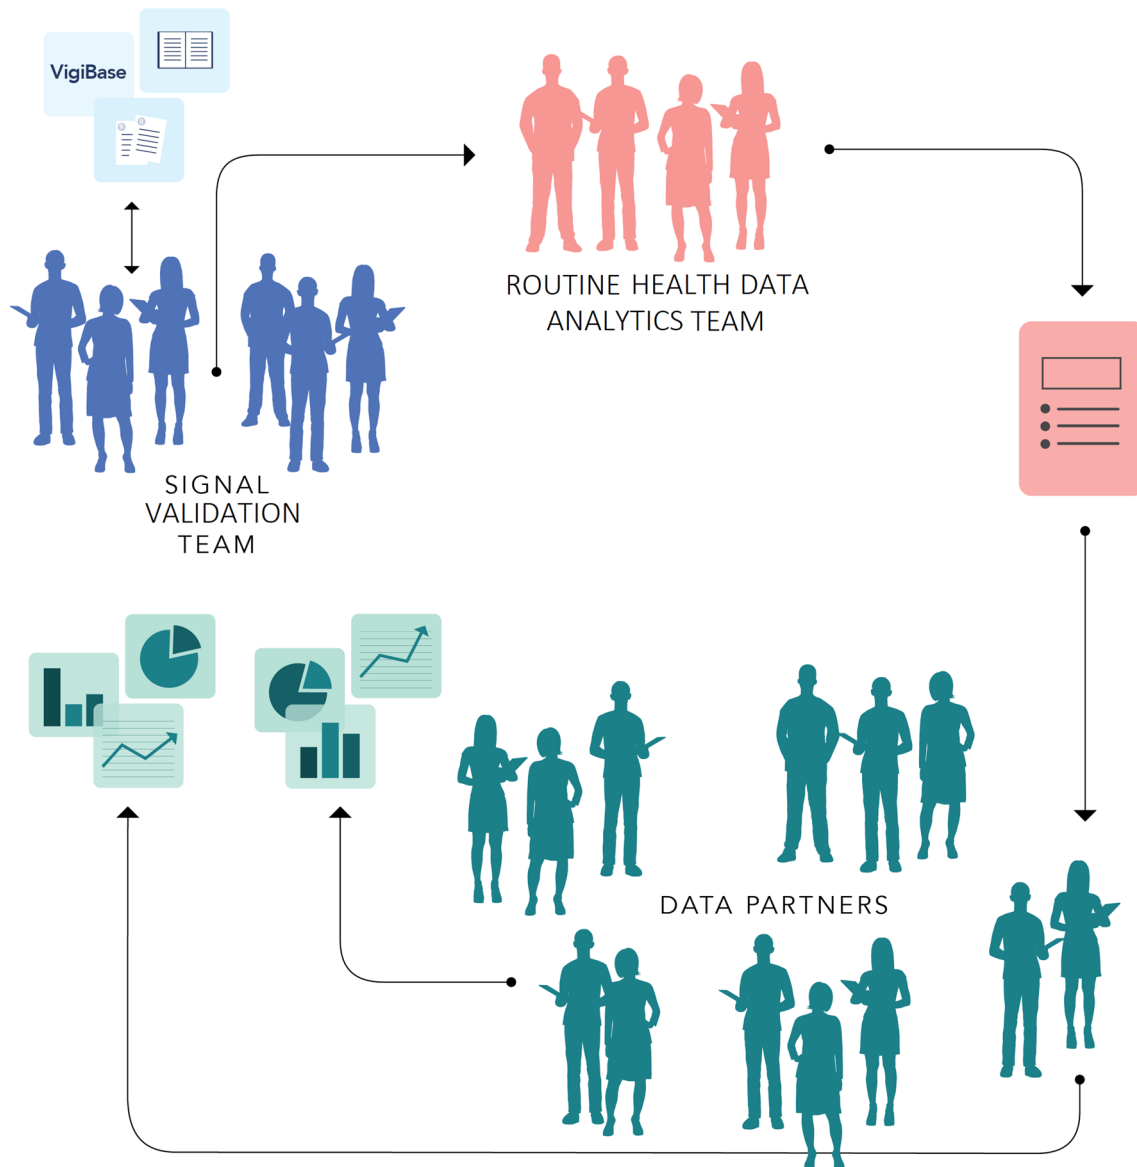 VigiBase
ROUTINE HEALTH DATA
ANALYTICS TEAM
SIGNAL
VALIDATION
TEAM
DATA PARTNERS